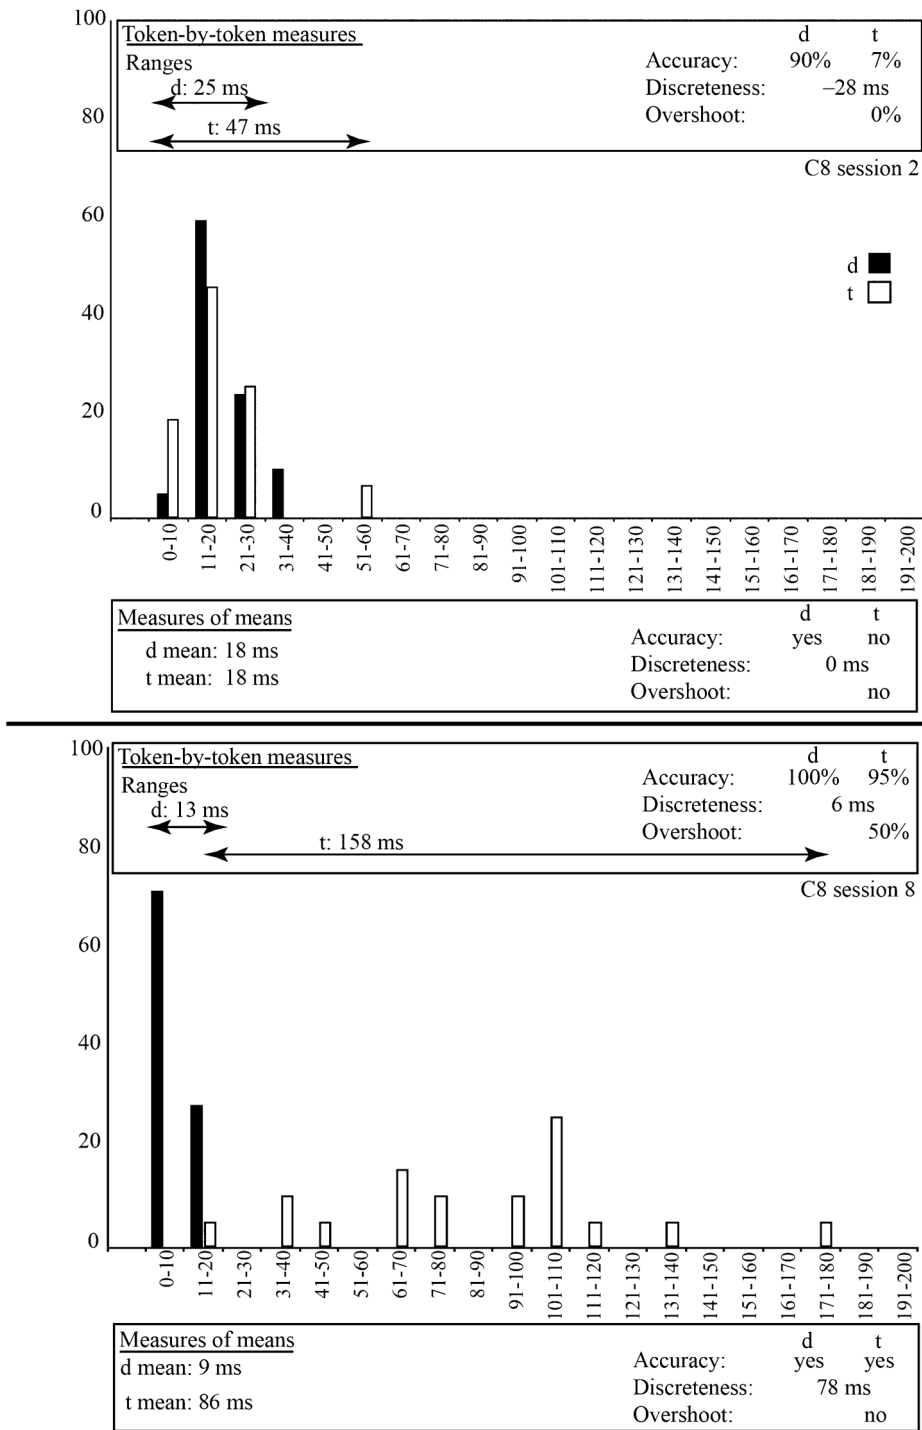 100
Token-by-token measures
d t
Ranges
Accuracy: 90% 7%
d: 25 ms
Discreteness: –28 ms
t: 47 ms
Overshoot: 0%
80
C8 session 2
60
d
t
40
20
0
0-10 11-20 21-30 31-40 41-50 51-60 61-70 71-80 81-90 91-100 101-110 111-120 121-130 131-140 141-150 151-160 161-170 171-180 181-190 191-200
Measures of means
d t
d mean: 18 ms
Accuracy: yes no
t mean: 18 ms
Discreteness: 0 ms
Overshoot: no
100
Token-by-token measures
d t
Ranges
Accuracy: 100% 95%
d: 13 ms
Discreteness: 6 ms
t: 158 ms
Overshoot: 50%
80
C8 session 8
60
40
20
0
0-10 11-20 21-30 31-40 41-50 51-60 61-70 71-80 81-90 91-100 101-110 111-120 121-130 131-140 141-150 151-160 161-170 171-180 181-190 191-200
Measures of means
d t
d mean: 9 ms
Accuracy: yes yes
t mean: 86 ms
Discreteness: 78 ms
Overshoot: no